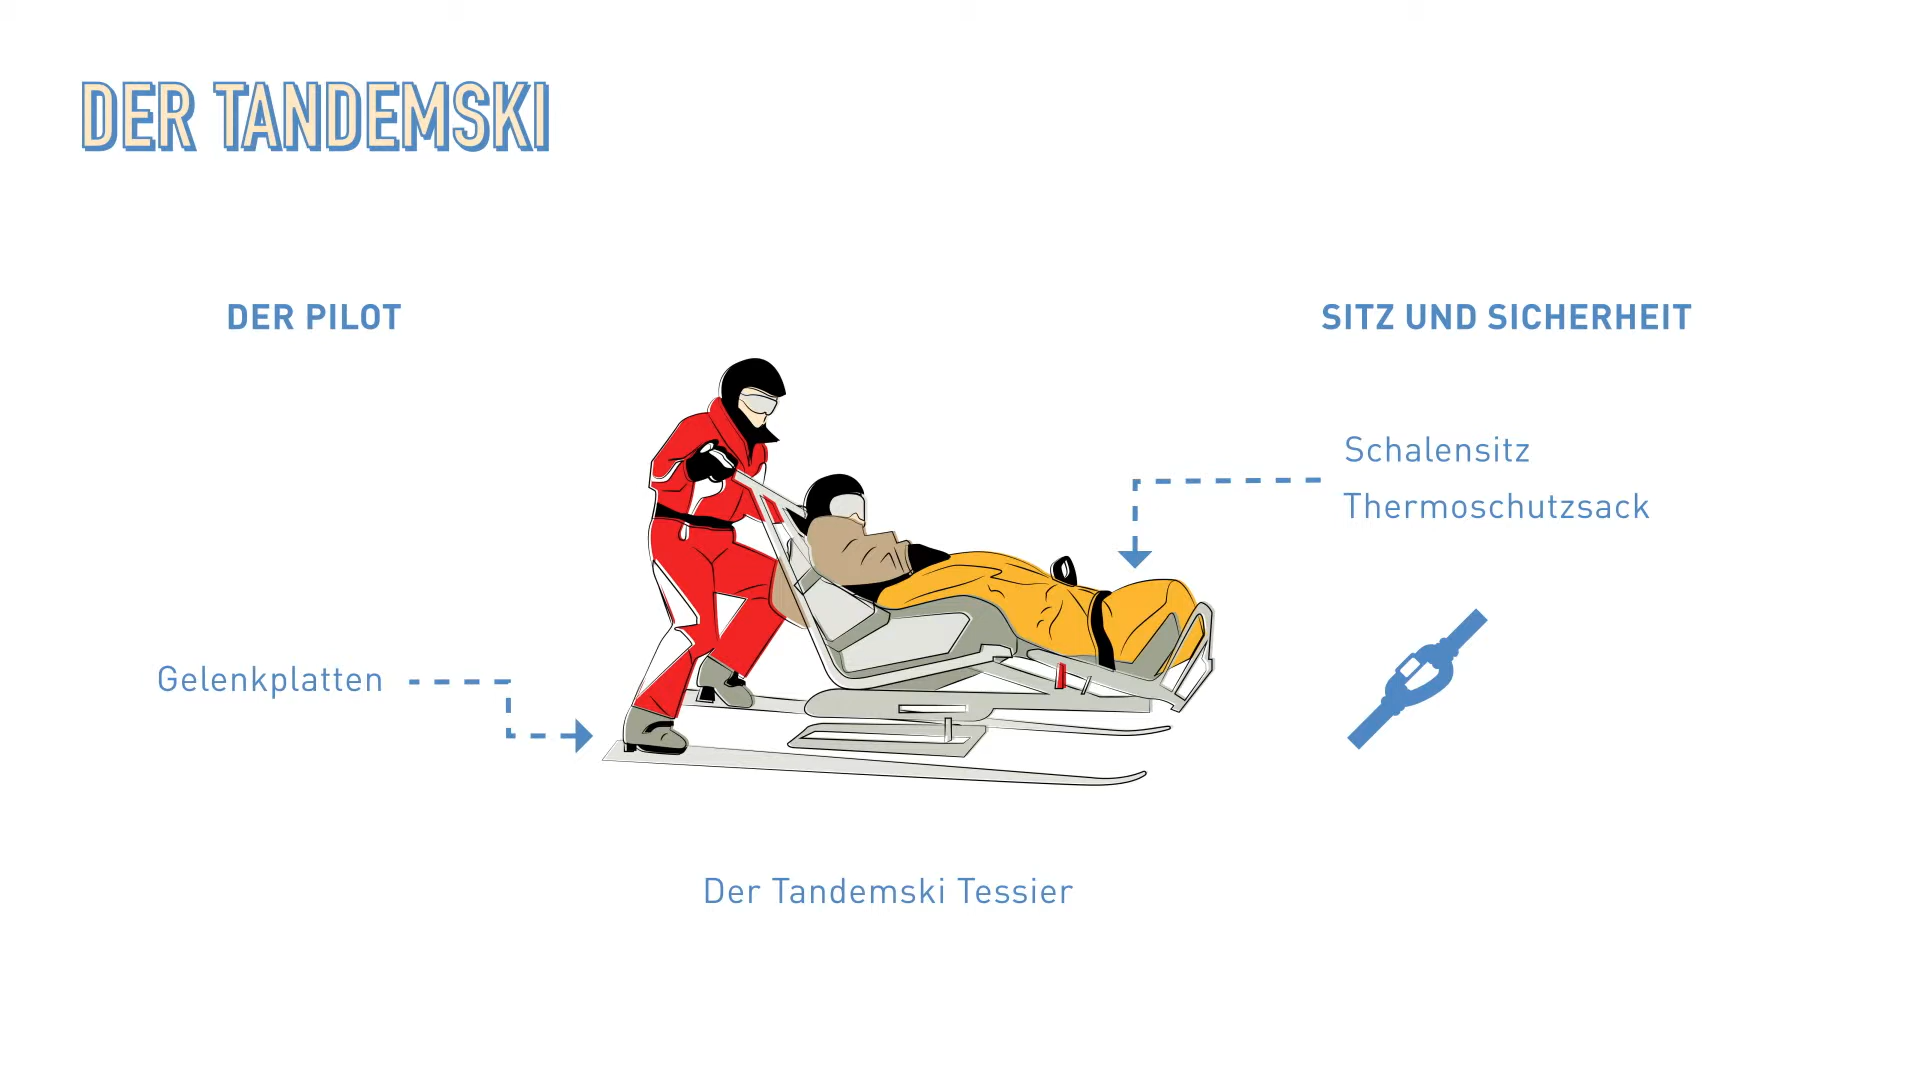 DER TANDEMSKI
DER PILOT
SITZ UND SICHERHEIT
Schalensitz
Thermoschutzsack
Gelenkplatten
Der Tandemski Tessier